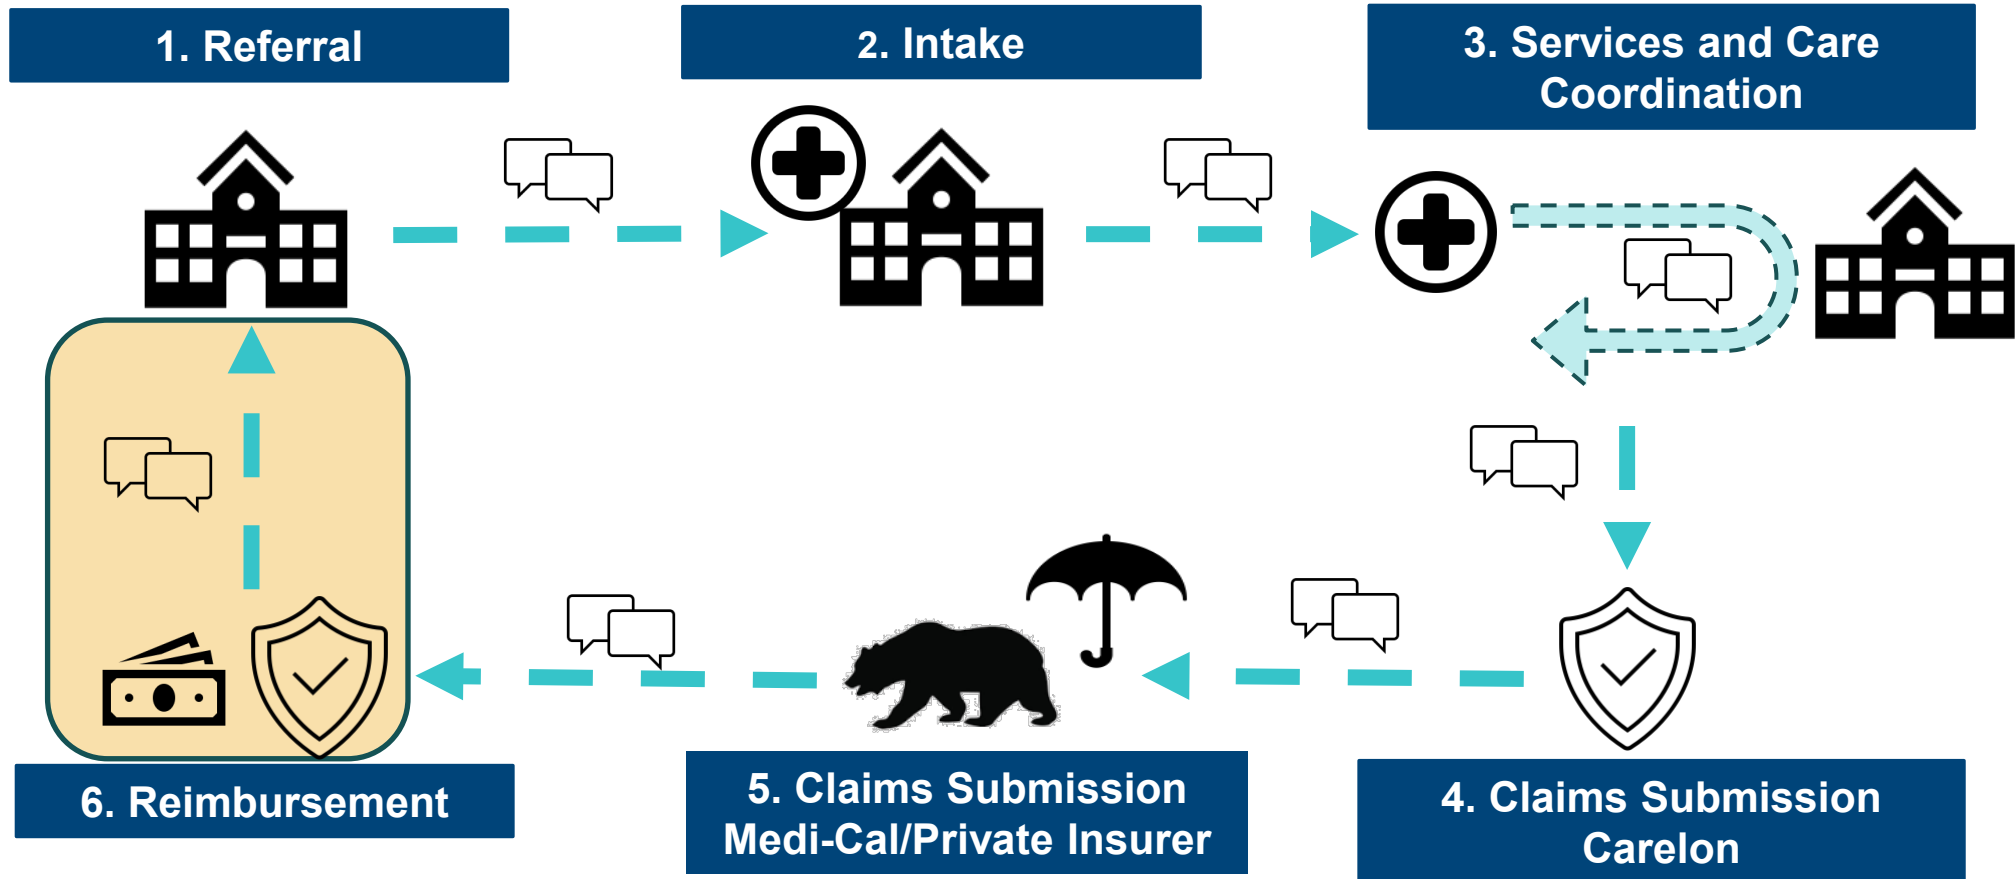 1. Referral
2. Intake
3. Services and Care
Coordination
6. Reimbursement
5. Claims Submission
Medi-Cal/Private Insurer
4. Claims Submission
Carelon